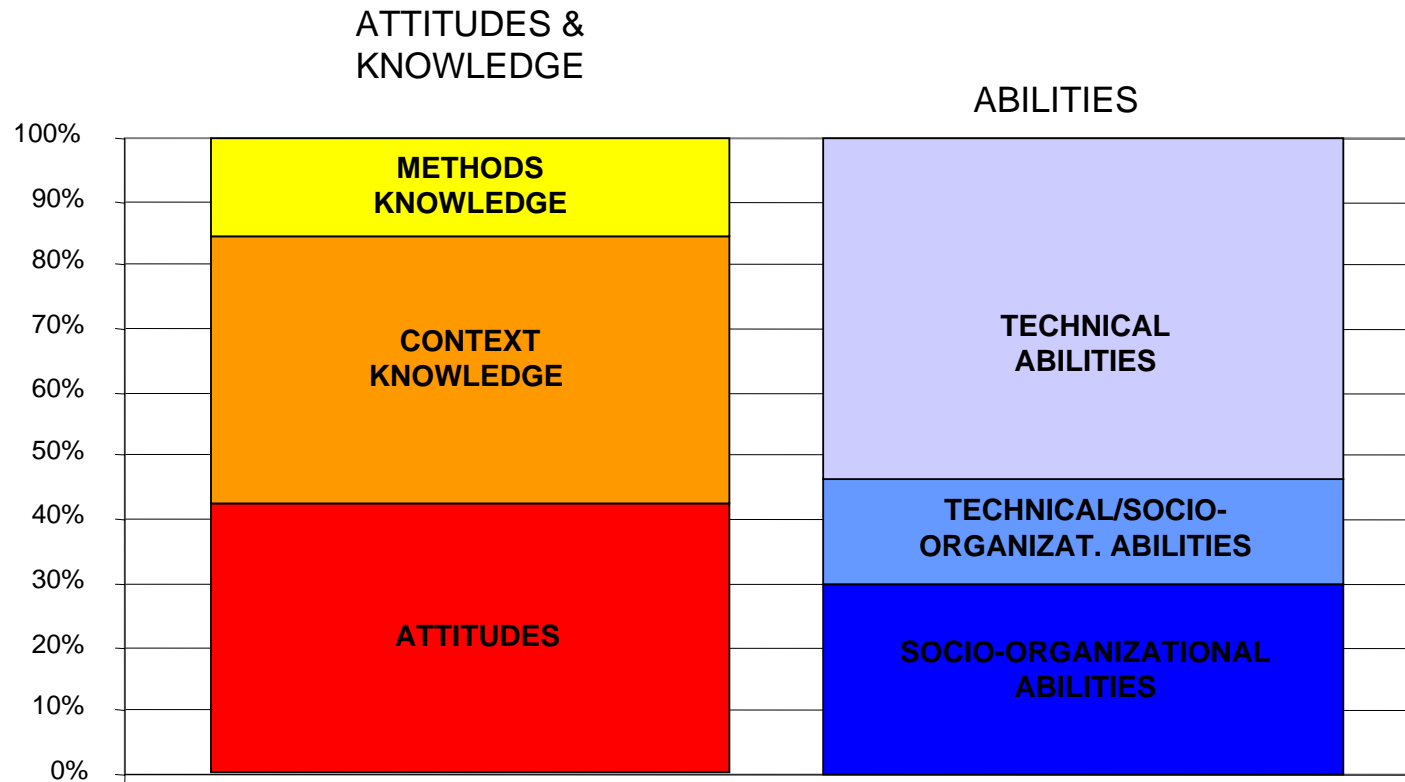 ATTITUDES &
KNOWLEDGE
ABILITIES
100%
90%
80%
70%
60%
50%
40%
30%
20%
10%
0%
METHODS
KNOWLEDGE
CONTEXT
KNOWLEDGE
ATTITUDES
TECHNICAL
ABILITIES
TECHNICAL/SOCIO-
ORGANIZAT. ABILITIES
SOCIO-ORGANIZATIONAL
ABILITIES